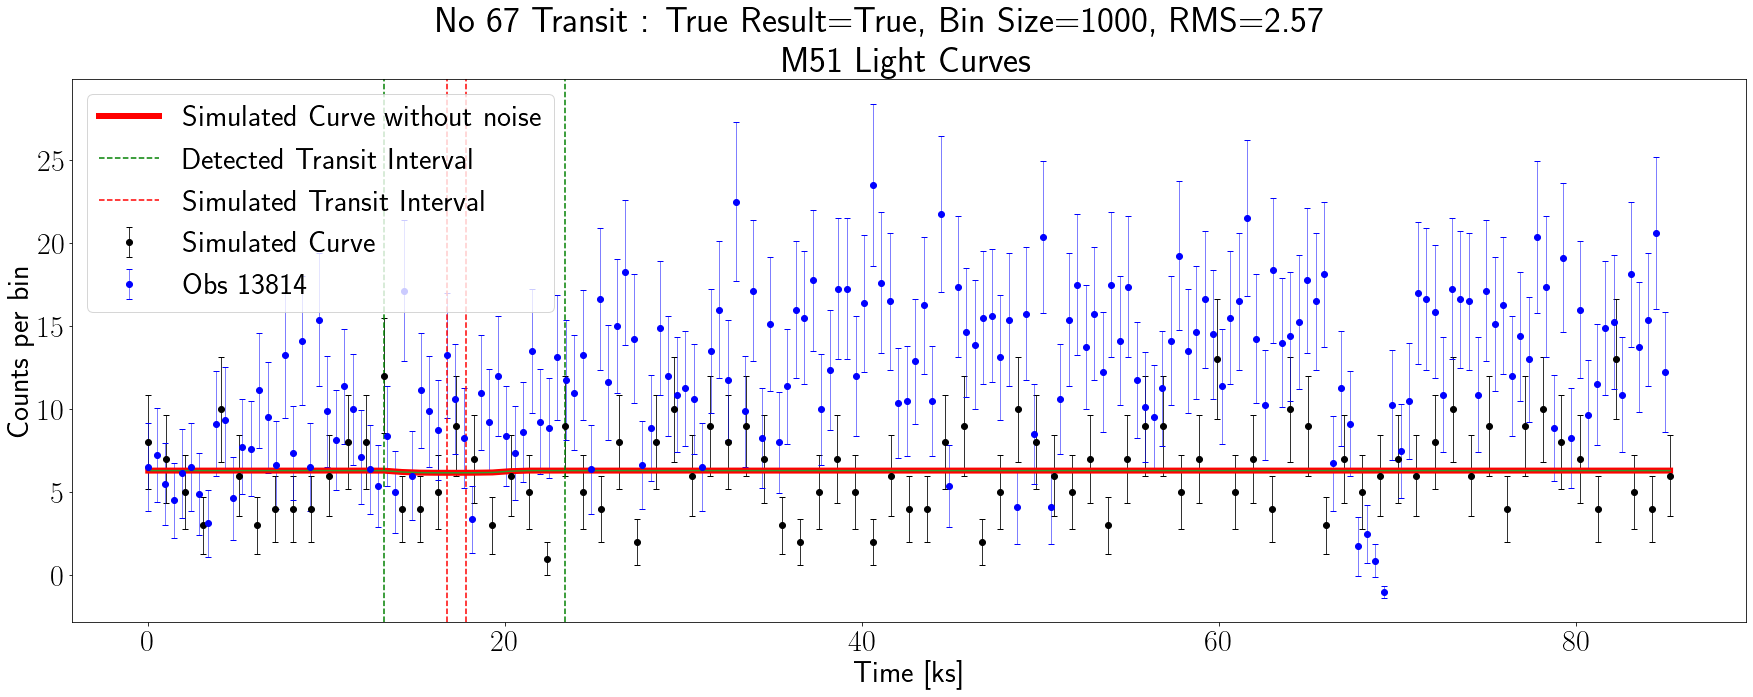 No 67 Transit : True Result=True, Bin Size=1000, RMS=2.57
M51 Light Curves
Simulated Curve without noise
Detected Transit Interval
Simulated Transit Interval
Simulated Curve
Obs 13814
Counts per bin
25
20
15
10
5
0
0 20 40 60 80
Time [ks]